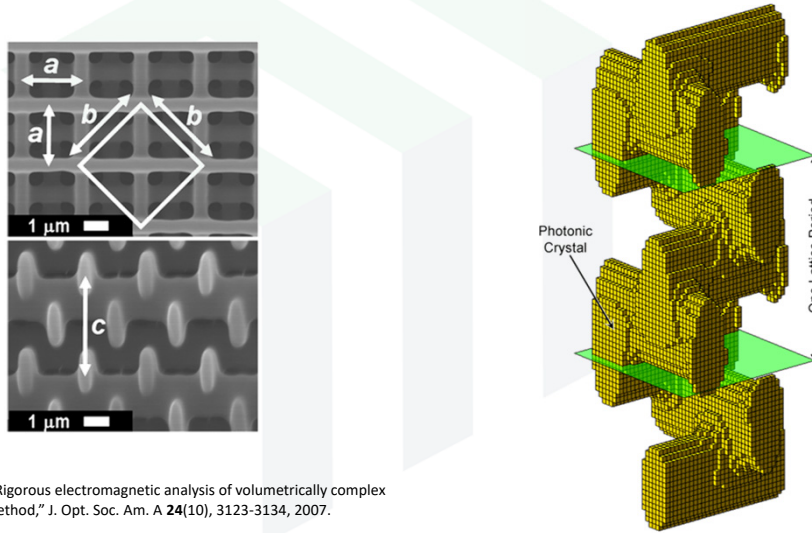 a
b
b
a
1 μm
c
1 μm
Photonic
Crystal
Rigorous electromagnetic analysis of volumetrically complex
method,” J. Opt. Soc. Am. A 24(10), 3123-3134, 2007.